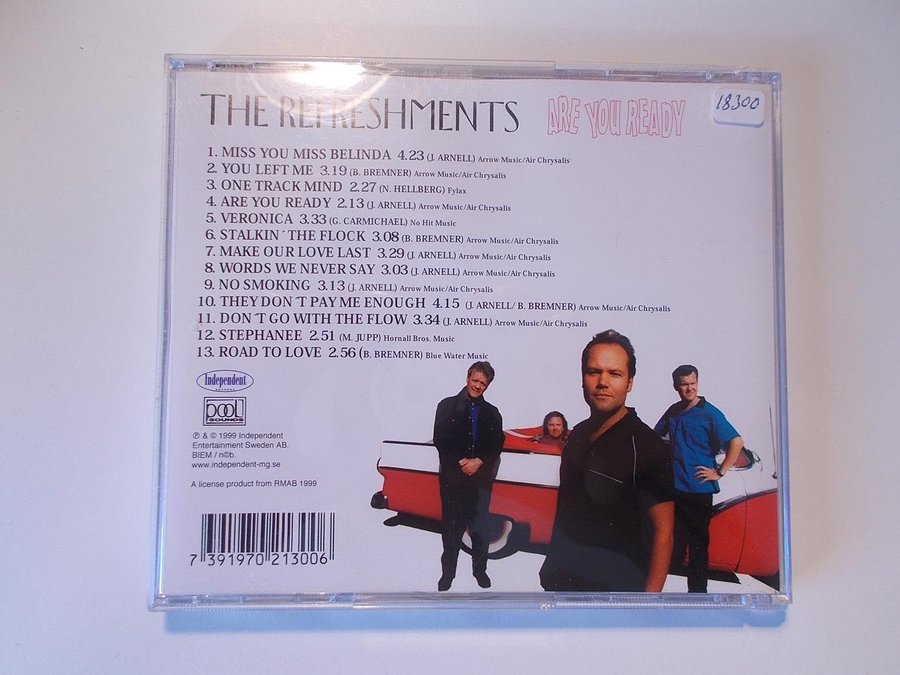 THE REFRESHMENTS ARE YOU READY 18300
1. MISS YOU MISS BELINDA 4.23 (J. ARNELL) Arrow Music/Air Chrysalis
2. YOU LEFT ME 3.19 (B. BREMNER) Arrow Music/Air Chrysalis
3. ONE TRACK MIND 2.27 (N. HELLBERG) Fylax
4. ARE YOU READY 2.13 (J. ARNELL) Arrow Music/Air Chrysalis
5. VERONICA 3.33 (G. CARMICHAEL) No Hit Music
6. STALKIN´THE FLOCK 3.08 (B. BREMNER) Arrow Music/Air Chrysalis
7. MAKE OUR LOVE LAST 3.29 (J. ARNELL) Arrow Music/Air Chrysalis
8. WORDS WE NEVER SAY 3.03 (J. ARNELL) Arrow Music/Air Chrysalis
9. NO SMOKING 3.13 (J. ARNELL) Arrow Music/Air Chrysalis
10. THEY DON´T PAY ME ENOUGH 4.15 (J. ARNELL/ B. BREMNER) Arrow Music/Air Chrysalis
11. DON´T GO WITH THE FLOW 3.34 (J. ARNELL) Arrow Music/Air Chrysalis
12. STEPHANEE 2.51 (M. JUPP) Hornall Bros. Music
13. ROAD TO LOVE 2.56 (B. BREMNER) Blue Water Music
Independent
RECORDS
POOL
SOUNDS
℗ & © 1999 Independent
Entertainment Sweden AB.
BIEM / n©b.
www.independent-mg.se
A license product from RMAB 1999
7 391970 213006